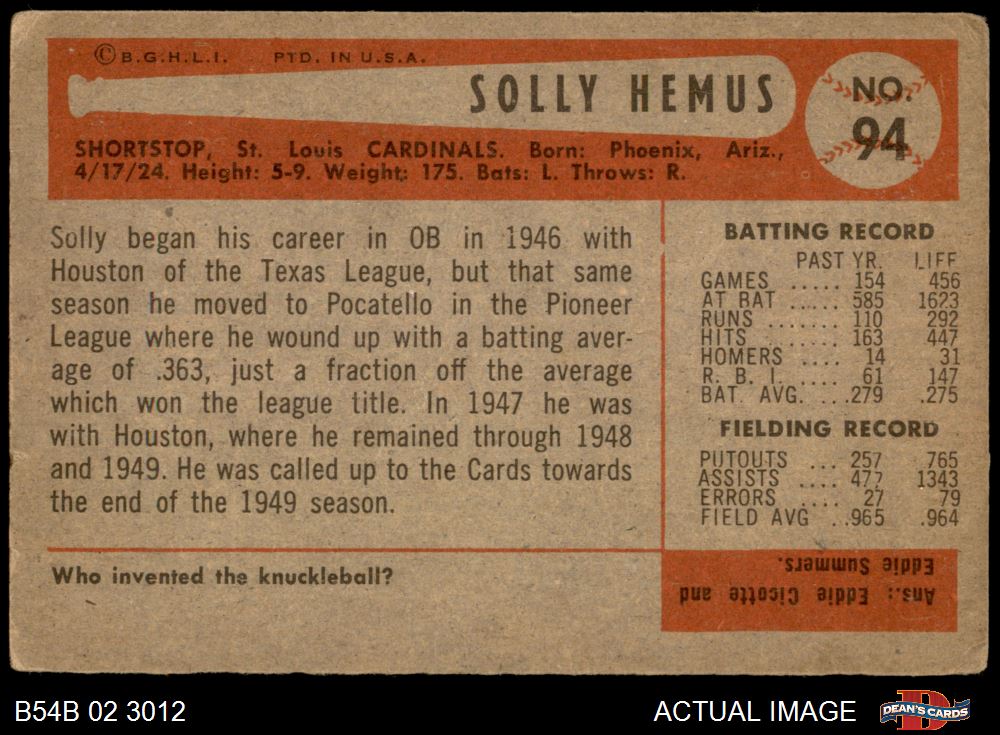 © B.G.H.L.I. PTD. IN U.S.A.
SOLLY HEMUS
NO.
94
SHORTSTOP, St. Louis CARDINALS. Born: Phoenix, Ariz.,
4/17/24. Height: 5-9. Weight: 175. Bats: L. Throws: R.
Solly began his career in OB in 1946 with
Houston of the Texas League, but that same
season he moved to Pocatello in the Pioneer
League where he wound up with a batting aver-
age of .363, just a fraction off the average
which won the league title. In 1947 he was
with Houston, where he remained through 1948
and 1949. He was called up to the Cards towards
the end of the 1949 season.
BATTING RECORD
PAST YR. LIFE
GAMES ..... 154 456
AT BAT ..... 585 1623
RUNS ....... 110 292
HITS ....... 163 447
HOMERS .... 14 31
R. B. I. .... 61 147
BAT. AVG. ... .279 .275
FIELDING RECORD
PUTOUTS ... 257 765
ASSISTS .... 477 1343
ERRORS .... 27 79
FIELD AVG . .965 .964
Who invented the knuckleball?
Ans.: Eddie Cicotte and
Eddie Summers.
B54B 02 3012
ACTUAL IMAGE
D
DEAN'S CARDS